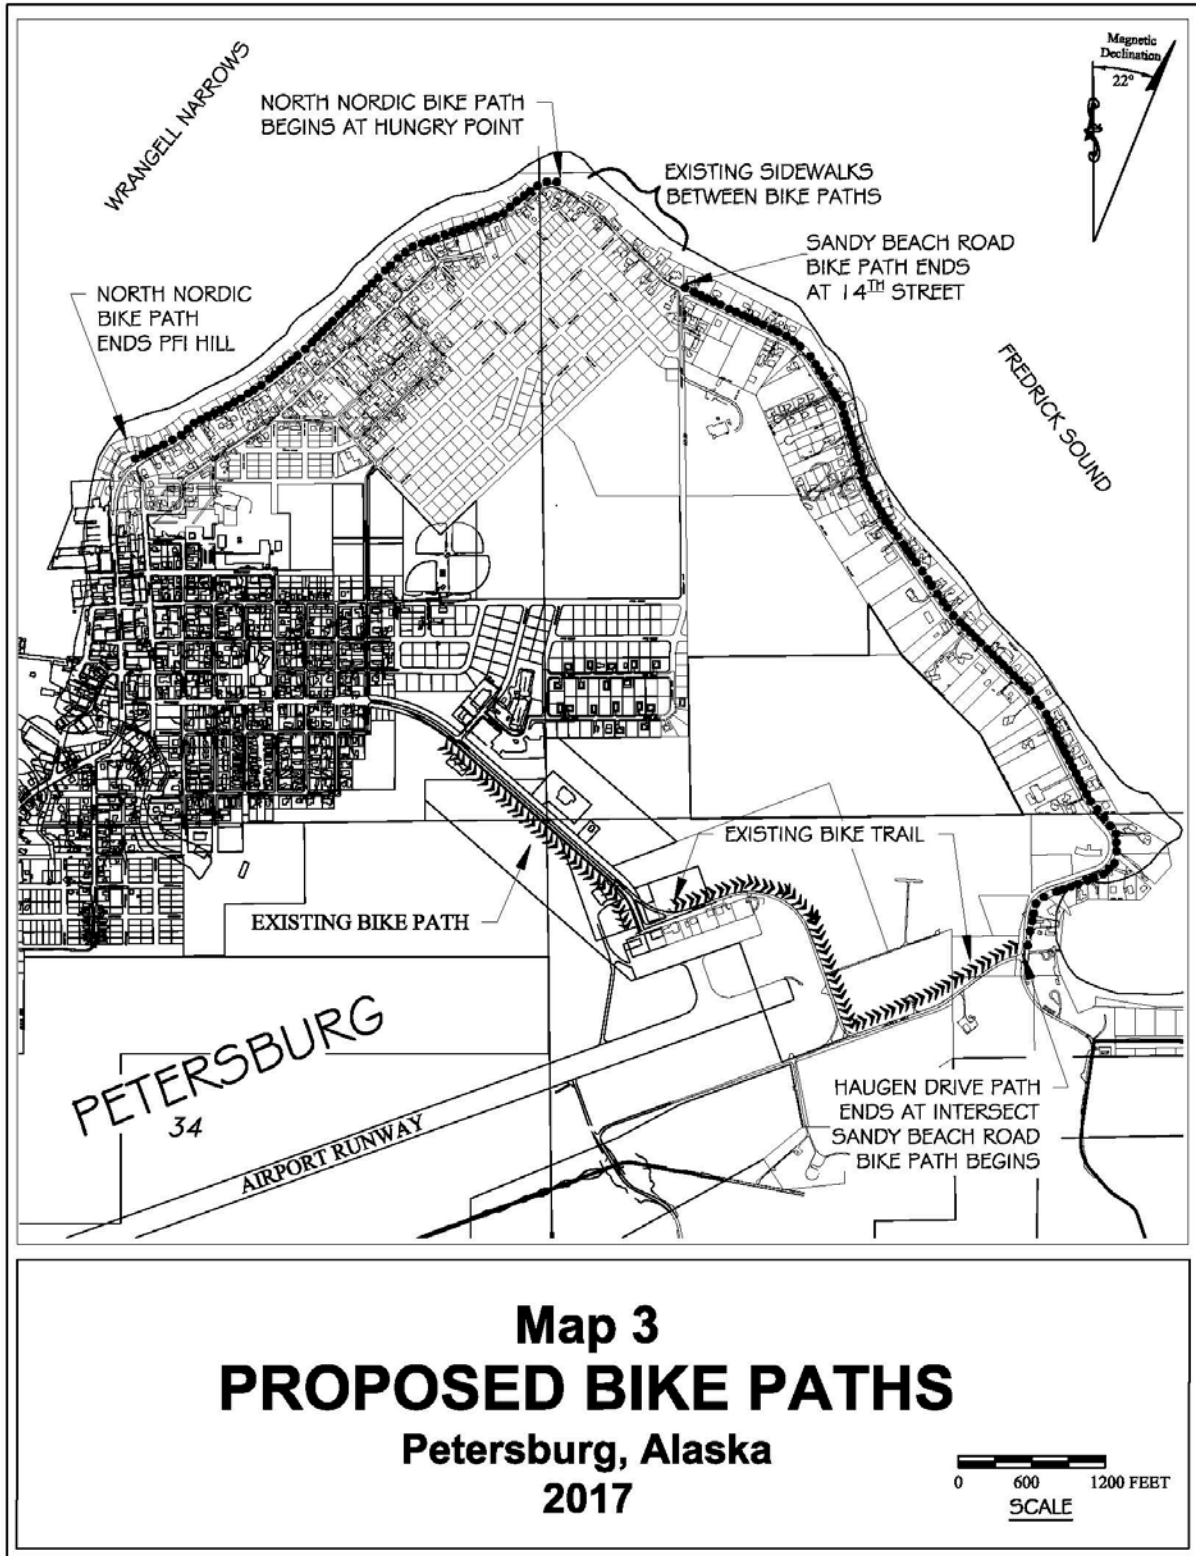 Magnetic
Declination
22°
WRANGELL NARROWS
NORTH NORDIC BIKE PATH
BEGINS AT HUNGRY POINT
EXISTING SIDEWALKS
BETWEEN BIKE PATHS
SANDY BEACH ROAD
BIKE PATH ENDS
AT 14TH STREET
NORTH NORDIC
BIKE PATH
ENDS PFI HILL
FREDRICK SOUND
EXISTING BIKE TRAIL
EXISTING BIKE PATH
PETERSBURG
34
AIRPORT RUNWAY
HAUGEN DRIVE PATH
ENDS AT INTERSECT
SANDY BEACH ROAD
BIKE PATH BEGINS
Map 3
PROPOSED BIKE PATHS
Petersburg, Alaska
2017
0 600 1200 FEET
SCALE